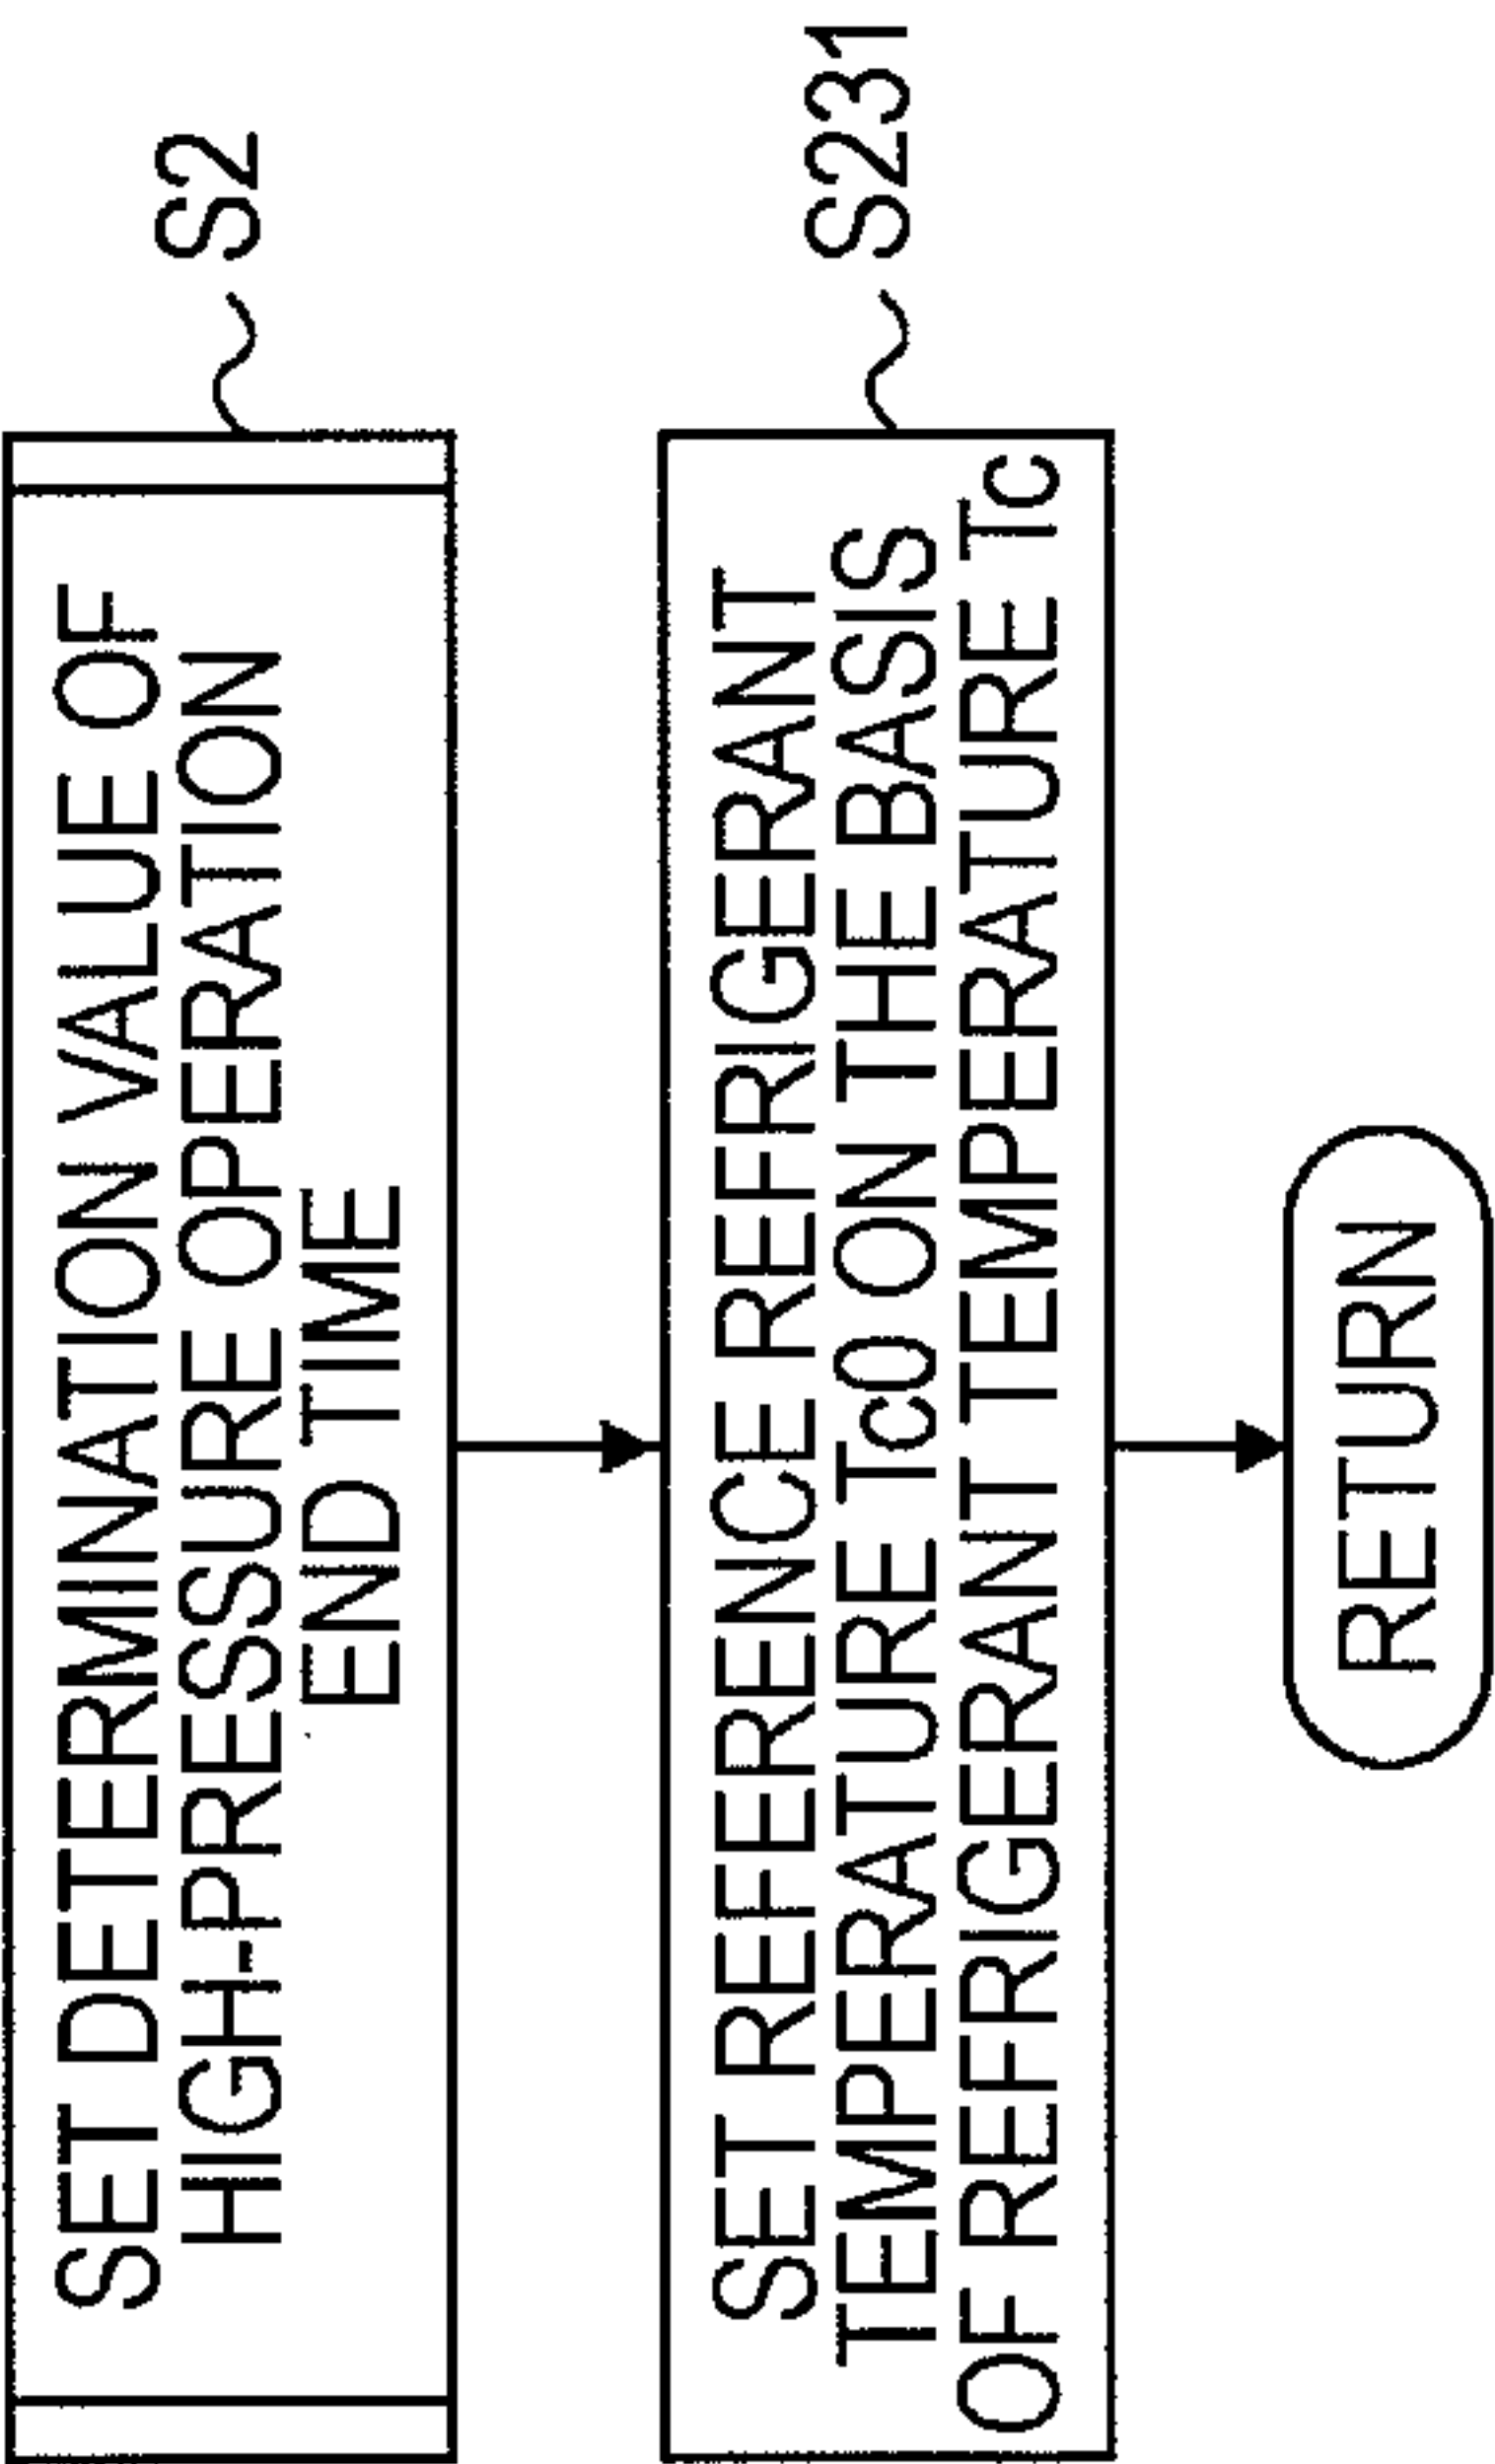 SET DETERMINATION VALUE OF
HIGH-PRESSURE OPERATION
END TIME
S2
SET REFERENCE REFRIGERANT
TEMPERATURE Tc0 ON THE BASIS
OF REFRIGERANT TEMPERATURE Tc
S231
RETURN